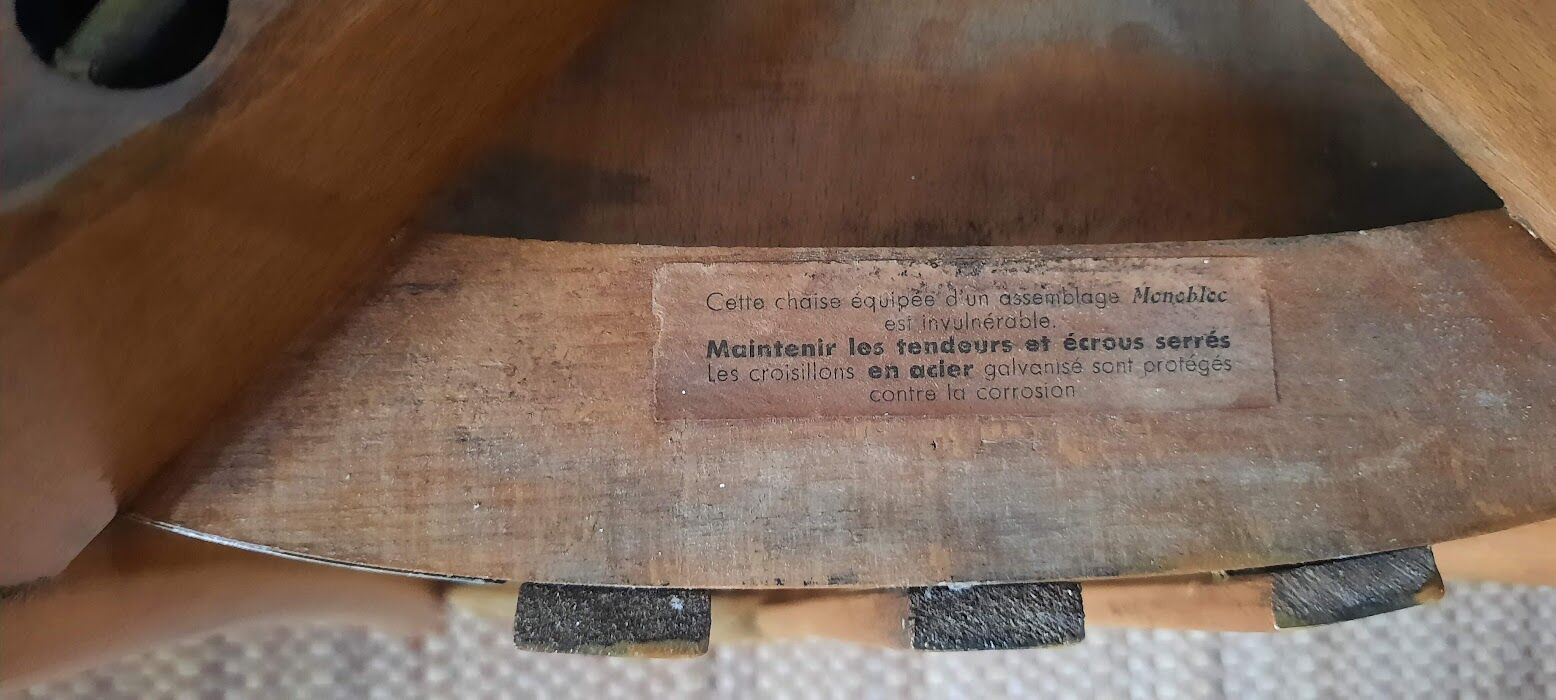 Cette chaise équipée d'un assemblage Monobloc
est invulnérable.
Maintenir les tendeurs et écrous serrés
Les croisillons en acier galvanisé sont protégés
contre la corrosion